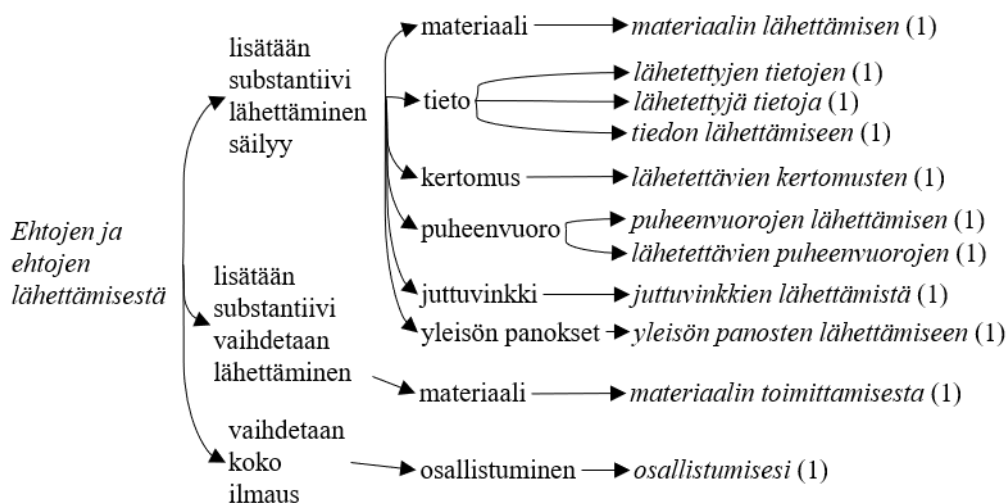 Ehtojen ja
ehtojen
lähettämisestä
lisätään
substantiivi
lähettäminen
säilyy
materiaali
materiaalin lähettämisen (1)
tieto
lähetettyjen tietojen (1)
lähetettyjä tietoja (1)
tiedon lähettämiseen (1)
kertomus
lähetettävien kertomusten (1)
puheenvuoro
puheenvuorojen lähettämisen (1)
lähetettävien puheenvuorojen (1)
juttuvinkki
juttuvinkkien lähettämistä (1)
yleisön panokset
yleisön panosten lähettämiseen (1)
lisätään
substantiivi
vaihdetaan
lähettäminen
materiaali
materiaalin toimittamisesta (1)
vaihdetaan
koko
ilmaus
osallistuminen
osallistumisesi (1)